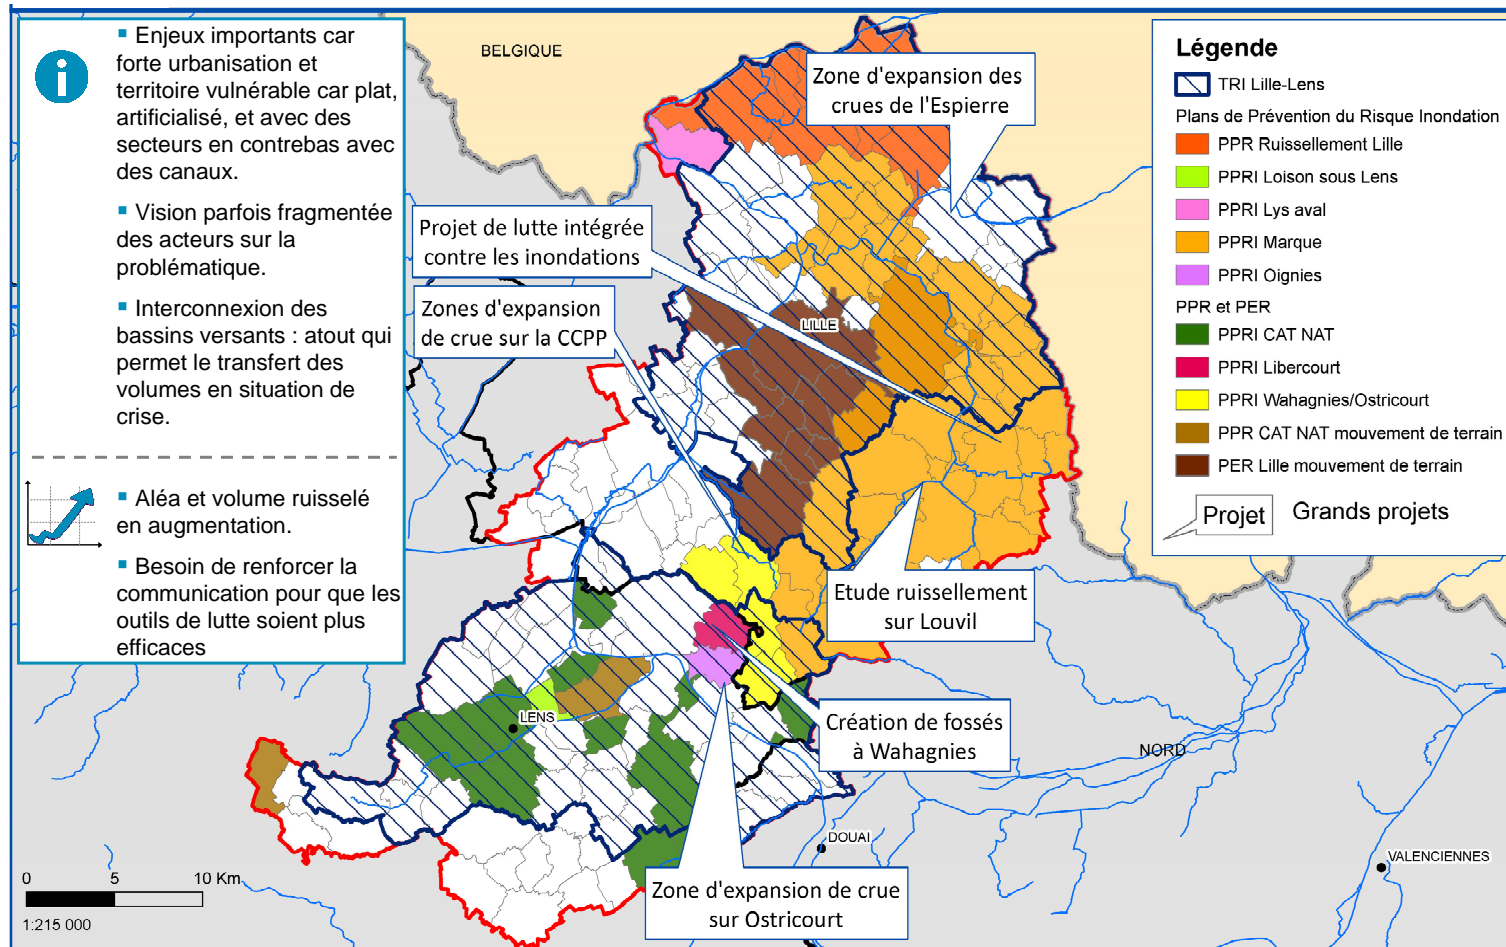 ▪ Enjeux importants car
forte urbanisation et
territoire vulnérable car plat,
artificialisé, et avec des
secteurs en contrebas avec
des canaux.
▪ Vision parfois fragmentée
des acteurs sur la
problématique.
▪ Interconnexion des
bassins versants : atout qui
permet le transfert des
volumes en situation de
crise.
▪ Aléa et volume ruisselé
en augmentation.
▪ Besoin de renforcer la
communication pour que les
outils de lutte soient plus
efficaces
BELGIQUE
Zone d'expansion des
crues de l'Espierre
Projet de lutte intégrée
contre les inondations
Zones d'expansion
de crue sur la CCPP
LILLE
Etude ruissellement
sur Louvil
LENS
Création de fossés
à Wahagnies
NORD
DOUAI
VALENCIENNES
Zone d'expansion de crue
sur Ostricourt
0 5 10 Km
1:215 000
Légende
TRI Lille-Lens
Plans de Prévention du Risque Inondation
PPR Ruissellement Lille
PPRI Loison sous Lens
PPRI Lys aval
PPRI Marque
PPRI Oignies
PPR et PER
PPRI CAT NAT
PPRI Libercourt
PPRI Wahagnies/Ostricourt
PPR CAT NAT mouvement de terrain
PER Lille mouvement de terrain
Projet Grands projets